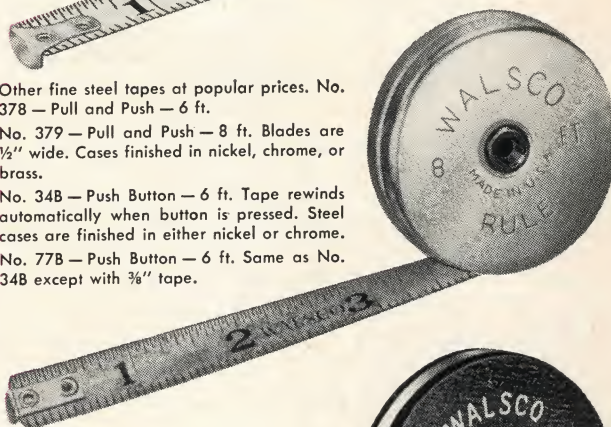 1
Other fine steel tapes at popular prices. No.
378 — Pull and Push — 6 ft.
No. 379 — Pull and Push — 8 ft. Blades are
½" wide. Cases finished in nickel, chrome, or
brass.
No. 34B — Push Button — 6 ft. Tape rewinds
automatically when button is pressed. Steel
cases are finished in either nickel or chrome.
No. 77B — Push Button — 6 ft. Same as No.
34B except with ⅜" tape.
WALSCO
8 FT
MADE IN U.S.A.
RULE
1 2 WALSCO 3
WALSCO